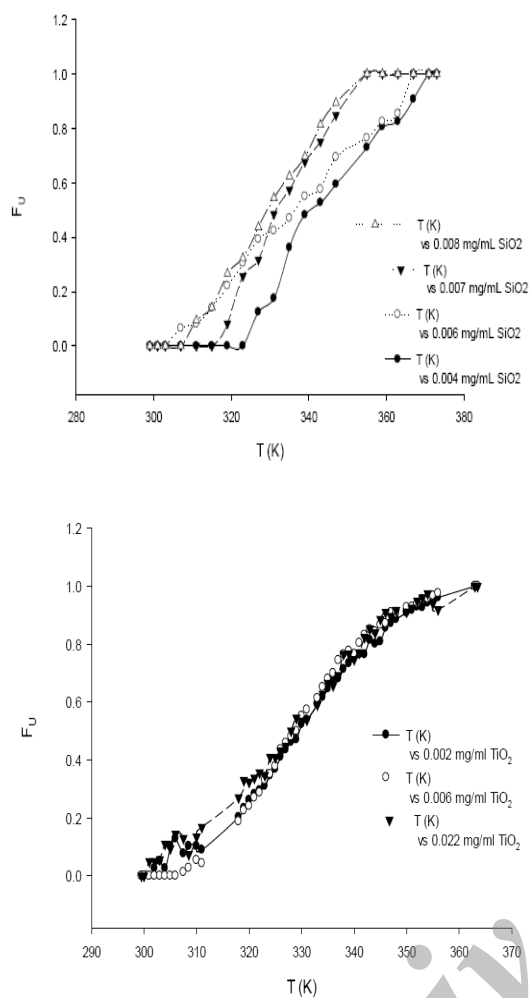 1.2
1.0
0.8
0.6
0.4
0.2
0.0
FU
T (K)
vs 0.008 mg/mL SiO2
T (K)
vs 0.007 mg/mL SiO2
T (K)
vs 0.006 mg/mL SiO2
T (K)
vs 0.004 mg/mL SiO2
280 300 320 340 360 380
T (K)
1.2
1.0
0.8
0.6
0.4
0.2
0.0
FU
T (K)
vs 0.002 mg/ml TiO2
T (K)
vs 0.006 mg/ml TiO2
T (K)
vs 0.022 mg/ml TiO2
290 300 310 320 330 340 350 360 370
T (K)